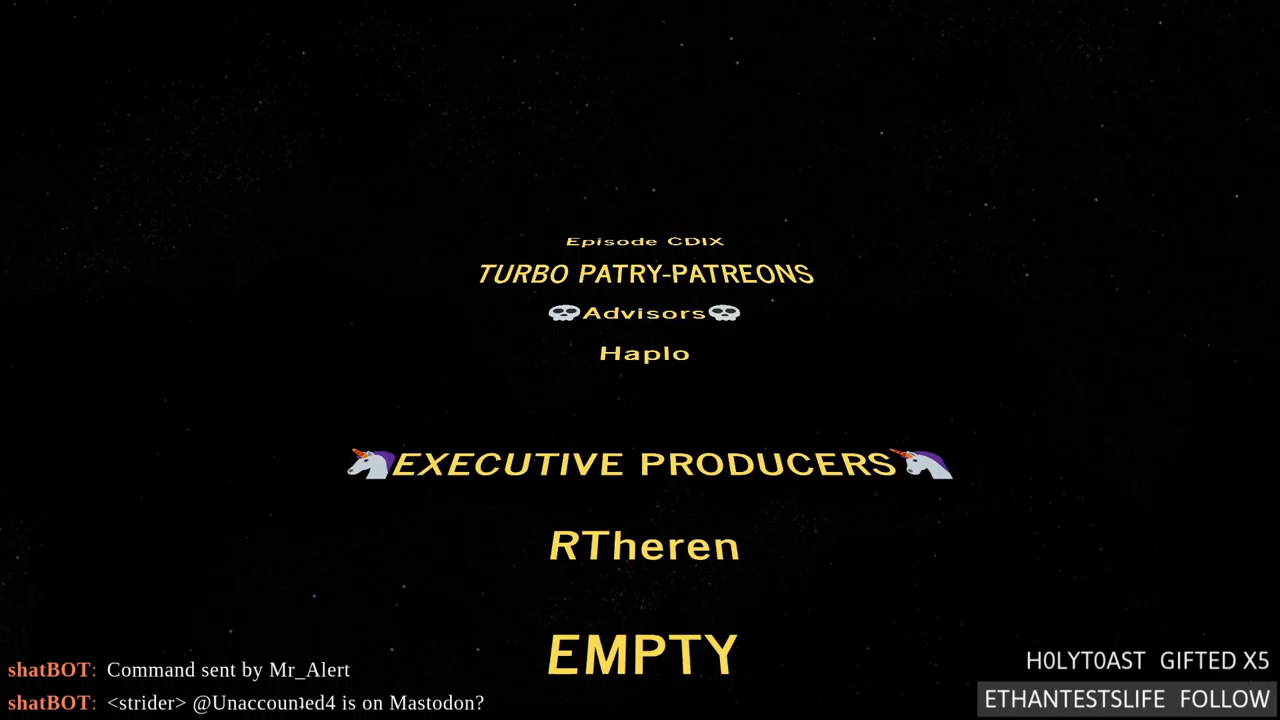 Episode CDIX
TURBO PATRY-PATREONS
💀Advisors💀
Haplo
🦄EXECUTIVE PRODUCERS🦄
RTheren
EMPTY
shatBOT: Command sent by Mr_Alert
shatBOT: <strider> @Unaccoun1ed4 is on Mastodon?
H0LYT0AST GIFTED X5
ETHANTESTSLIFE FOLLOW